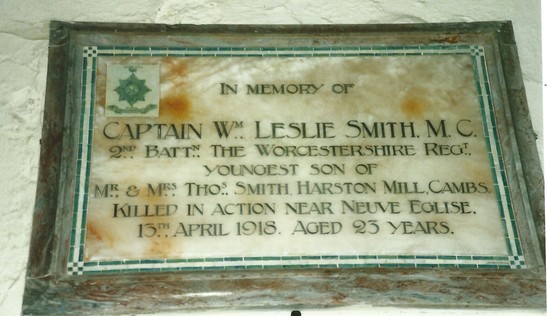 IN MEMORY OF
CAPTAIN WM. LESLIE SMITH. M.C.
2ND BATTN THE WORCESTERSHIRE REGT.
YOUNGEST SON OF
MR. & MRS THOS. SMITH, HARSTON MILL, CAMBS.
KILLED IN ACTION NEAR NEUVE EGLISE,
13TH APRIL 1918. AGED 23 YEARS.